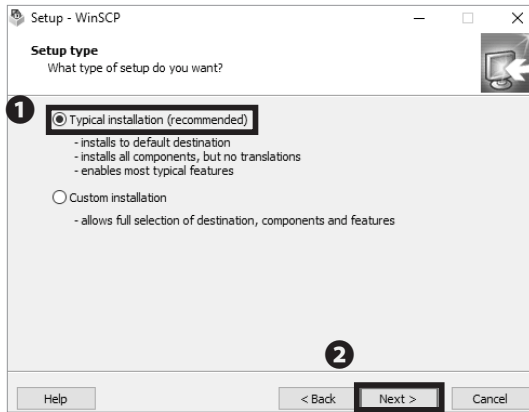 Setup - WinSCP
Setup type
What type of setup do you want?
1
Typical installation (recommended)
- installs to default destination
- installs all components, but no translations
- enables most typical features
Custom installation
- allows full selection of destination, components and features
2
Help < Back Next > Cancel